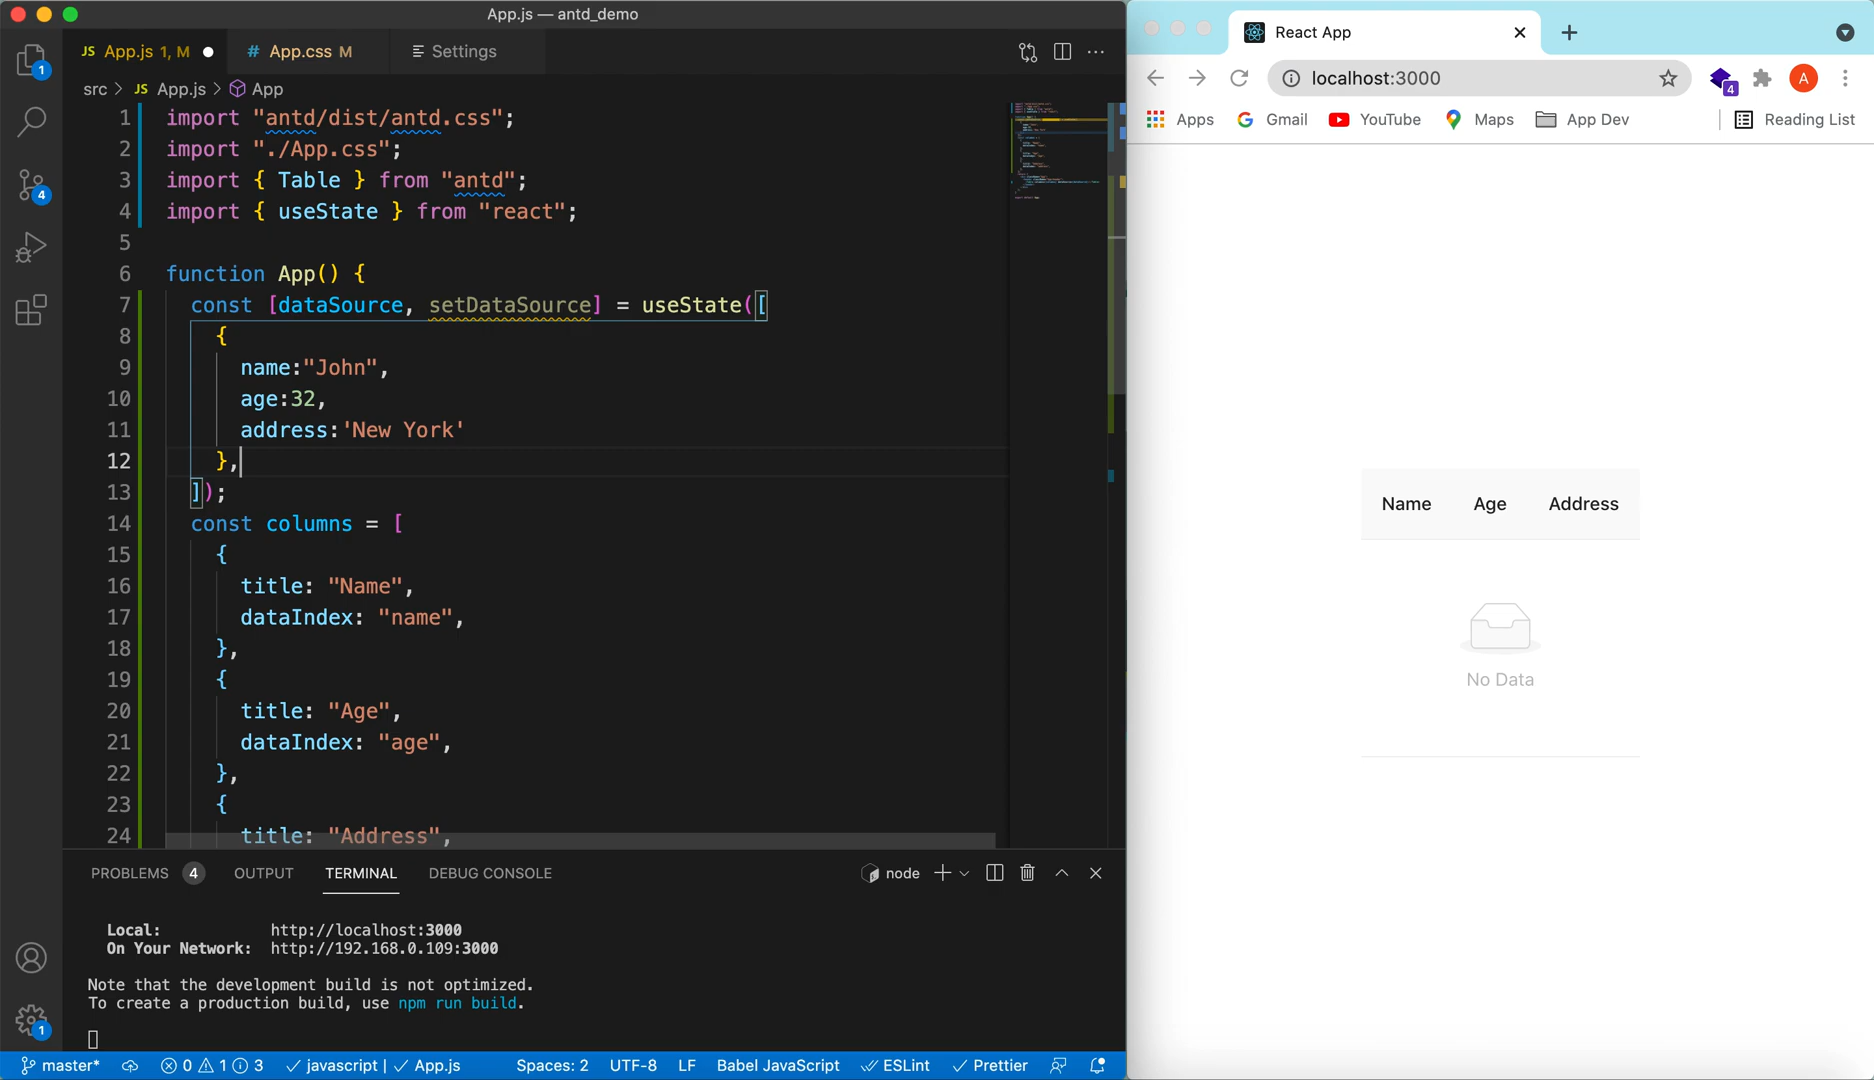 App.js — antd_demo
JS App.js 1, M
# App.css M
Settings
src > JS App.js > App
1 import "antd/dist/antd.css";
2 import "./App.css";
3 import { Table } from "antd";
4 import { useState } from "react";
5
6 function App() {
7 const [dataSource, setDataSource] = useState([
8 {
9 name:"John",
10 age:32,
11 address:'New York'
12 },
13 ]);
14 const columns = [
15 {
16 title: "Name",
17 dataIndex: "name",
18 },
19 {
20 title: "Age",
21 dataIndex: "age",
22 },
23 {
24 title: "Address",
1
4
1
PROBLEMS 4 OUTPUT TERMINAL DEBUG CONSOLE
node
Local: http://localhost:3000
On Your Network: http://192.168.0.109:3000
Note that the development build is not optimized.
To create a production build, use npm run build.
master* 0 1 3 javascript | App.js Spaces: 2 UTF-8 LF Babel JavaScript ESLint Prettier
React App
localhost:3000
4
A
Apps Gmail YouTube Maps App Dev Reading List
Name Age Address
No Data